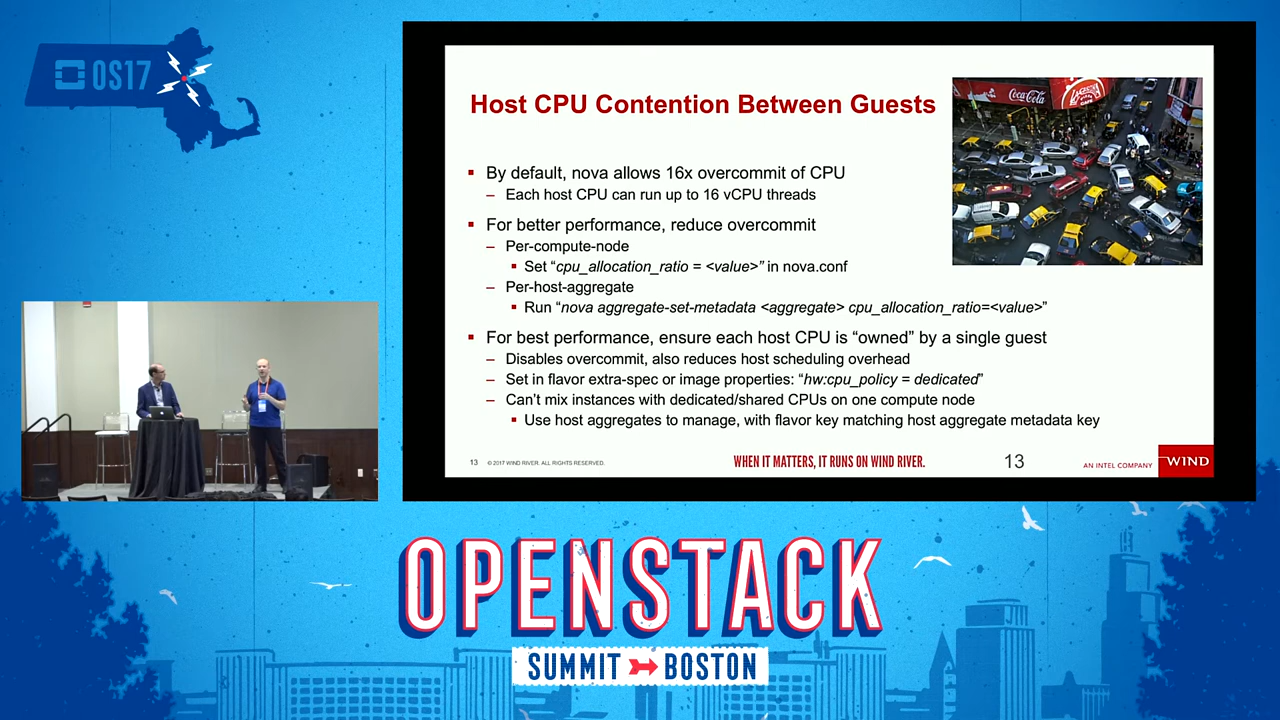 OS17
Host CPU Contention Between Guests
Coca-Cola
▪ By default, nova allows 16x overcommit of CPU
– Each host CPU can run up to 16 vCPU threads
▪ For better performance, reduce overcommit
– Per-compute-node
▪ Set “cpu_allocation_ratio = <value>” in nova.conf
– Per-host-aggregate
▪ Run “nova aggregate-set-metadata <aggregate> cpu_allocation_ratio=<value>”
▪ For best performance, ensure each host CPU is “owned” by a single guest
– Disables overcommit, also reduces host scheduling overhead
– Set in flavor extra-spec or image properties: “hw:cpu_policy = dedicated”
– Can’t mix instances with dedicated/shared CPUs on one compute node
▪ Use host aggregates to manage, with flavor key matching host aggregate metadata key
13 © 2017 WIND RIVER. ALL RIGHTS RESERVED.
WHEN IT MATTERS, IT RUNS ON WIND RIVER.
13
AN INTEL COMPANY
WIND
OPENSTACK
SUMMIT BOSTON